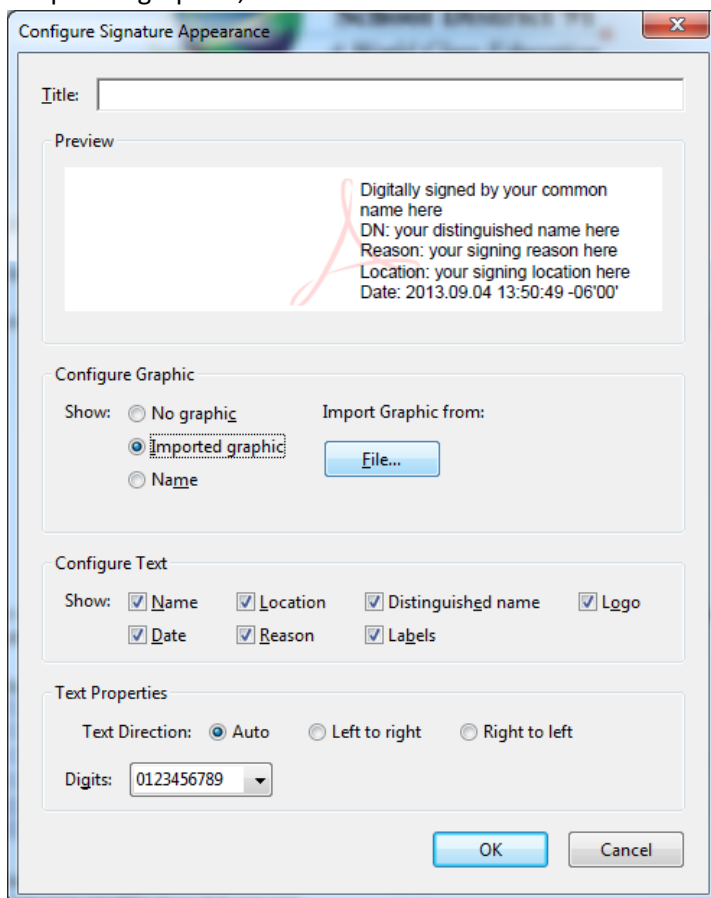 Configure Signature Appearance
Title:
Preview
Digitally signed by your common
name here
DN: your distinguished name here
Reason: your signing reason here
Location: your signing location here
Date: 2013.09.04 13:50:49 -06'00'
Configure Graphic
Show: No graphic Import Graphic from:
Imported graphic File...
Name
Configure Text
Show: Name Location Distinguished name Logo
Date Reason Labels
Text Properties
Text Direction: Auto Left to right Right to left
Digits: 0123456789
OK Cancel